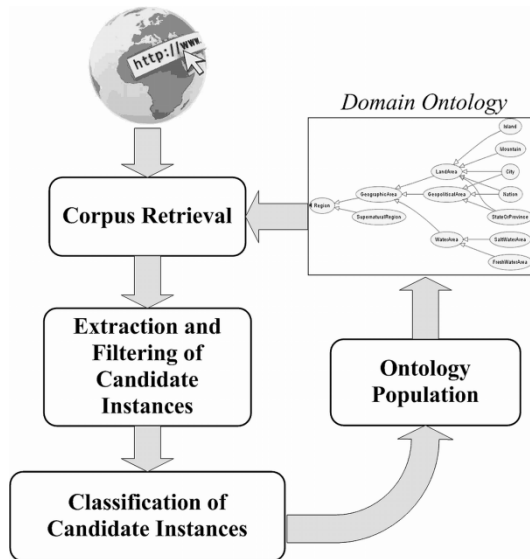 http://www.
Domain Ontology
Island
Mountain
LandArea
City
GeographicArea
GeopoliticalArea
Nation
Region
SupernaturalRegion
StateOrProvince
WaterArea
SaltWaterArea
FreshWaterArea
Corpus Retrieval
Extraction and
Filtering of
Candidate
Instances
Ontology
Population
Classification of
Candidate Instances